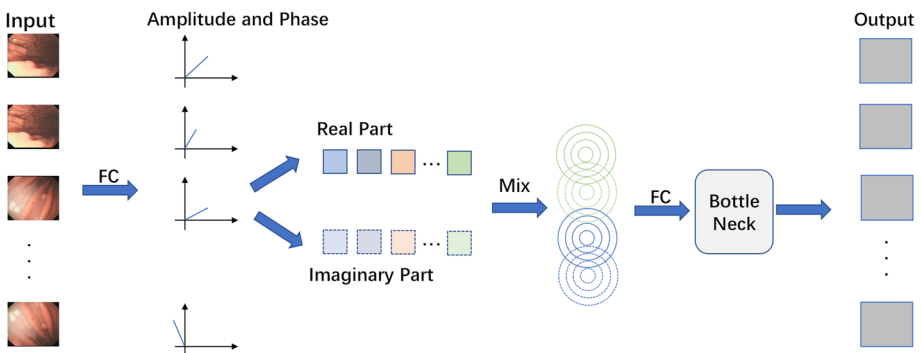 Input
Amplitude and Phase
Output
FC
Real Part
Imaginary Part
Mix
FC
Bottle
Neck